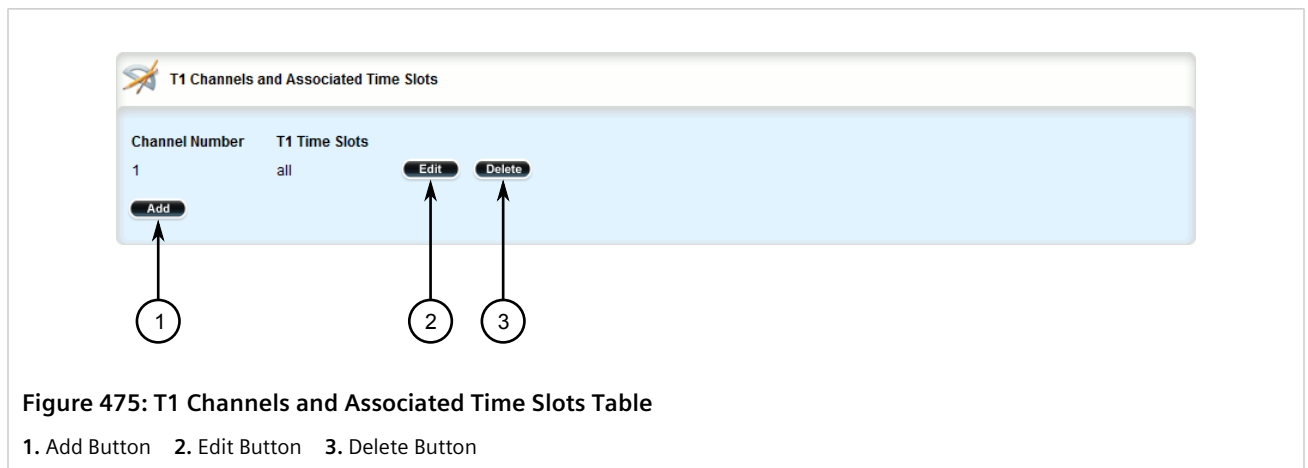 T1 Channels and Associated Time Slots
Channel Number T1 Time Slots
1 all Edit Delete
Add
1 2 3
Figure 475: T1 Channels and Associated Time Slots Table
1. Add Button 2. Edit Button 3. Delete Button